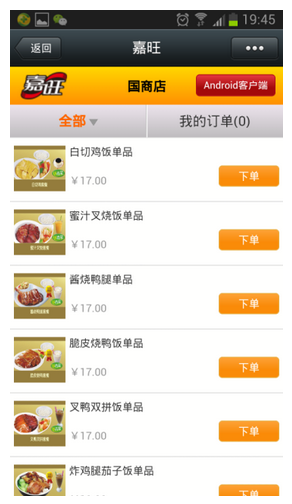 19:45
返回
嘉旺
嘉旺
国商店
Android客户端
全部
我的订单(0)
白切鸡饭单品
￥17.00
下单
蜜汁叉烧饭单品
￥17.00
下单
酱烧鸭腿单品
￥17.00
下单
脆皮烧鸭饭单品
￥17.00
下单
叉鸭双拼饭单品
￥17.00
下单
炸鸡腿茄子饭单品
下单